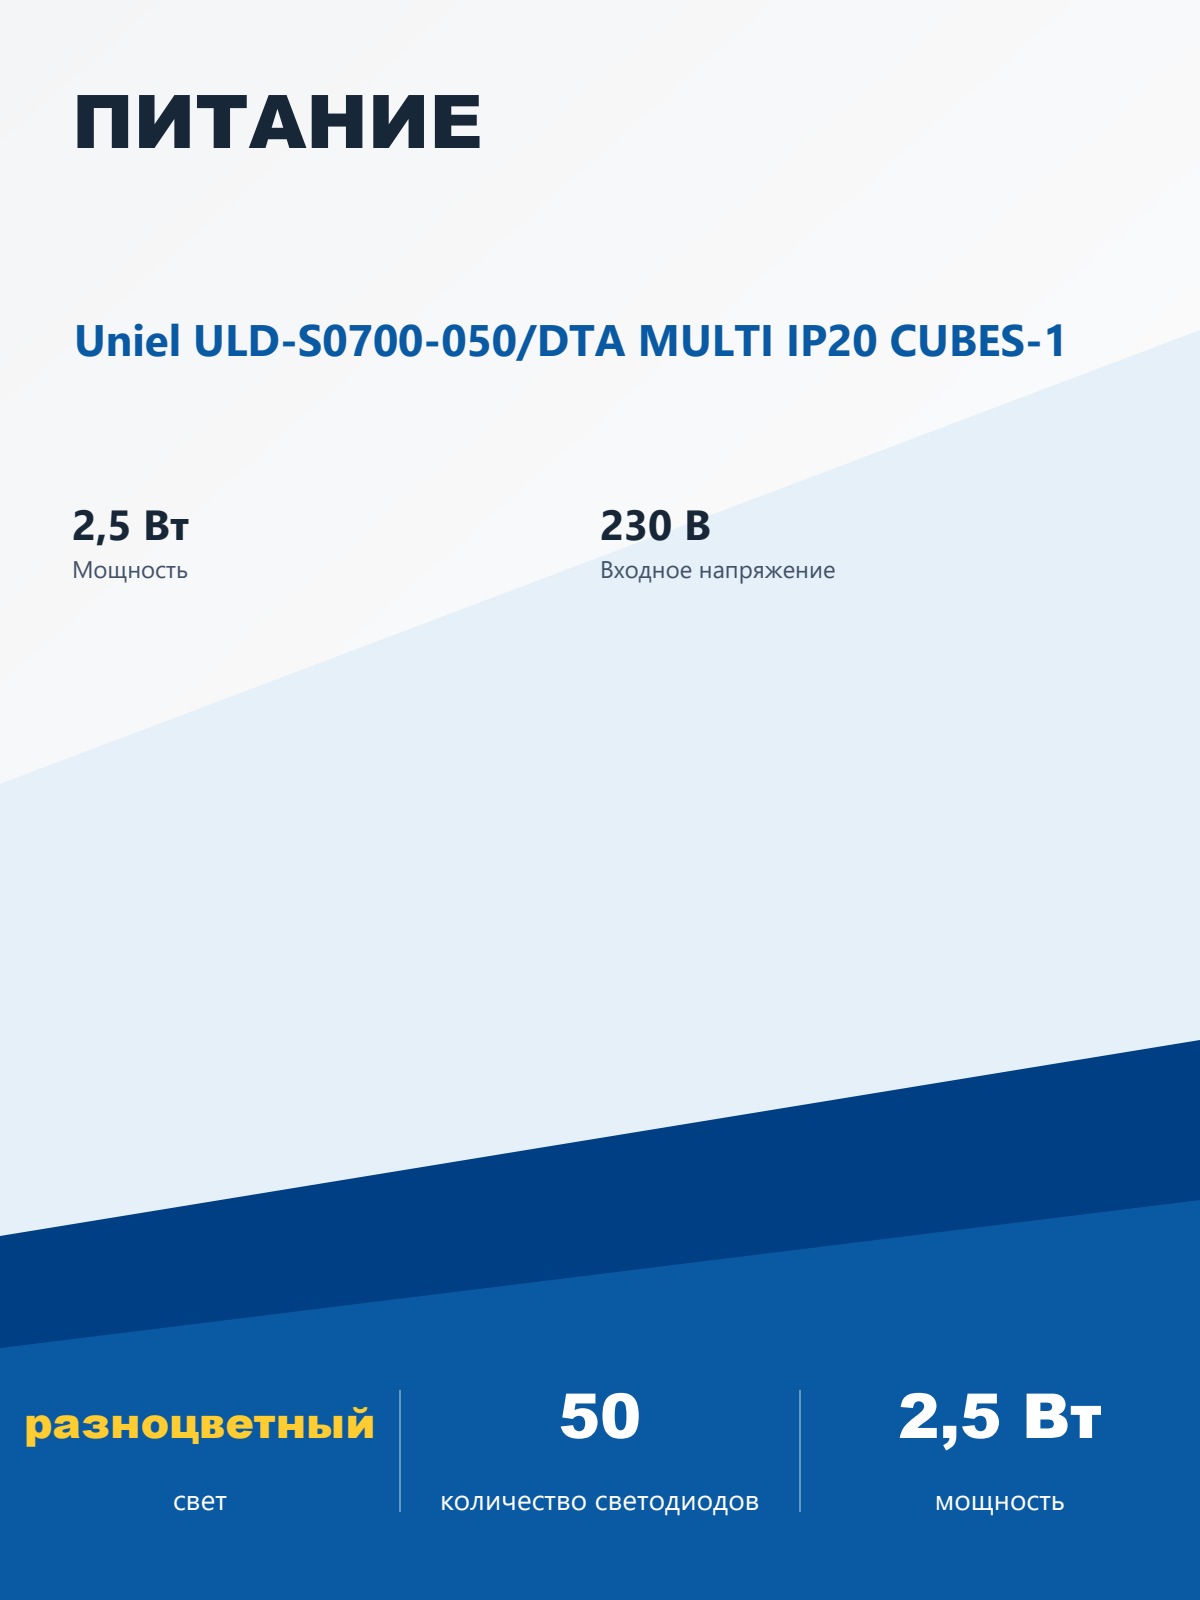 ПИТАНИЕ
Uniel ULD-S0700-050/DTA MULTI IP20 CUBES-1
2,5 Вт
Мощность
230 В
Входное напряжение
разноцветный
свет
50
количество светодиодов
2,5 Вт
мощность